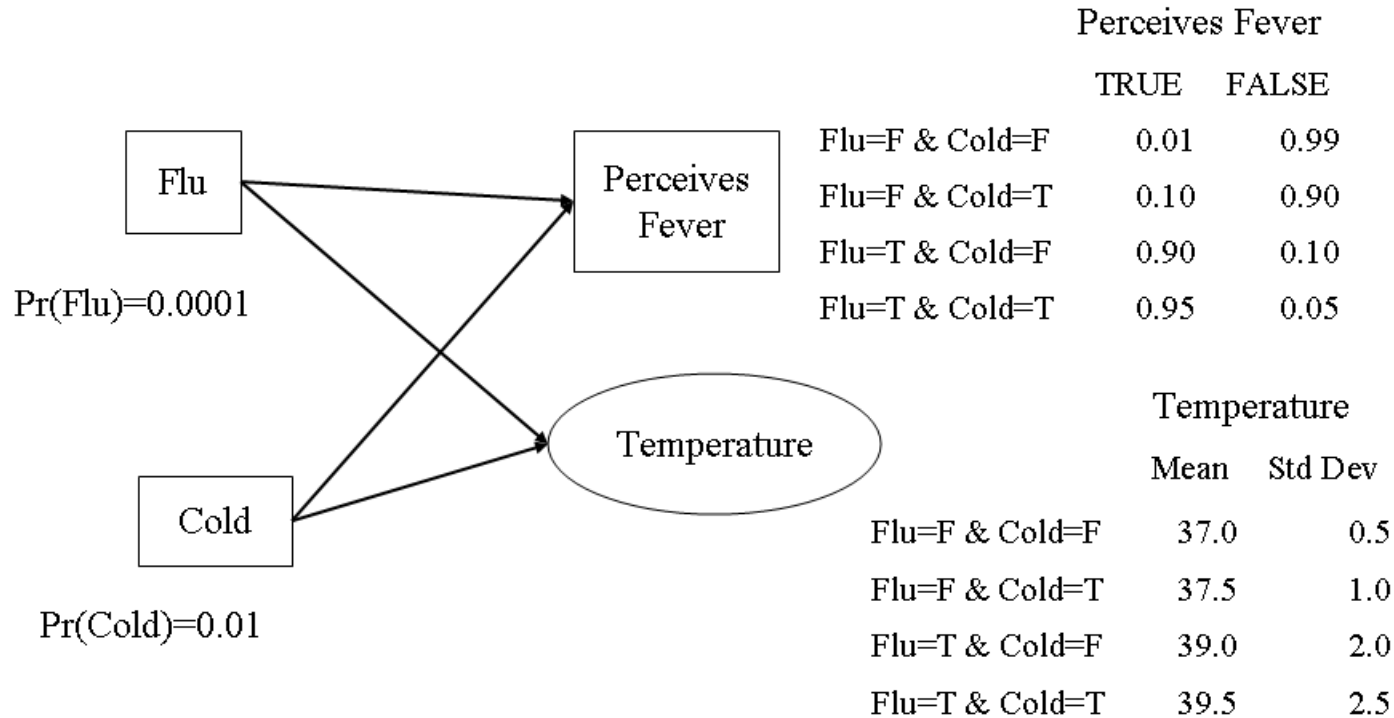 Flu
Pr(Flu)=0.0001
Cold
Pr(Cold)=0.01
Perceives
Fever
Temperature
Perceives Fever
TRUE FALSE
Flu=F & Cold=F 0.01 0.99
Flu=F & Cold=T 0.10 0.90
Flu=T & Cold=F 0.90 0.10
Flu=T & Cold=T 0.95 0.05
Temperature
Mean Std Dev
Flu=F & Cold=F 37.0 0.5
Flu=F & Cold=T 37.5 1.0
Flu=T & Cold=F 39.0 2.0
Flu=T & Cold=T 39.5 2.5